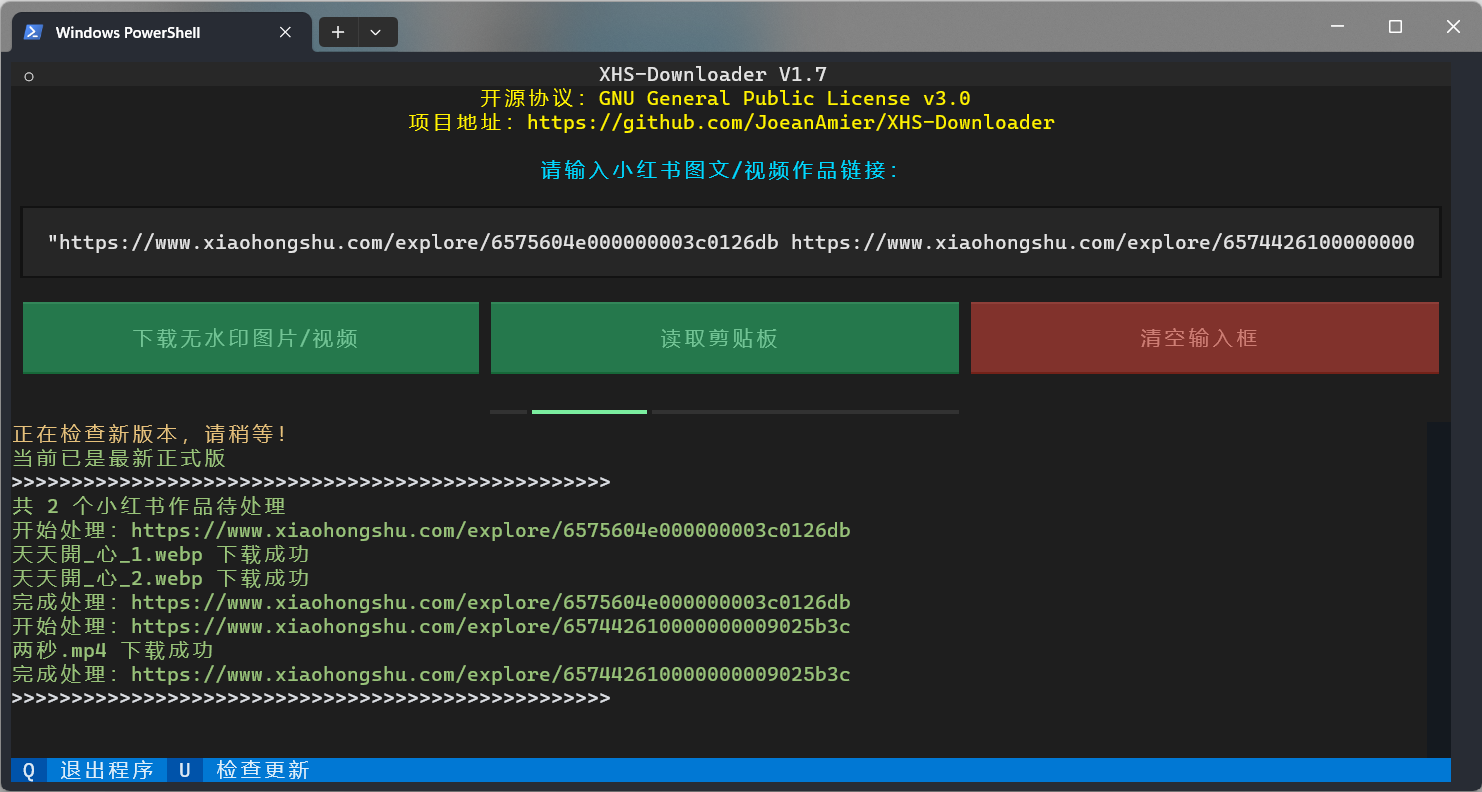 Windows PowerShell
XHS-Downloader V1.7
开源协议：GNU General Public License v3.0
项目地址：https://github.com/JoeanAmier/XHS-Downloader
请输入小红书图文/视频作品链接：
"https://www.xiaohongshu.com/explore/6575604e000000003c0126db https://www.xiaohongshu.com/explore/6574426100000000
下载无水印图片/视频 读取剪贴板 清空输入框
正在检查新版本，请稍等！
当前已是最新正式版
>>>>>>>>>>>>>>>>>>>>>>>>>>>>>>>>>>>>>>>>>>>>>>>>>>
共 2 个小红书作品待处理
开始处理：https://www.xiaohongshu.com/explore/6575604e000000003c0126db
天天開_心_1.webp 下载成功
天天開_心_2.webp 下载成功
完成处理：https://www.xiaohongshu.com/explore/6575604e000000003c0126db
开始处理：https://www.xiaohongshu.com/explore/657442610000000009025b3c
两秒.mp4 下载成功
完成处理：https://www.xiaohongshu.com/explore/657442610000000009025b3c
>>>>>>>>>>>>>>>>>>>>>>>>>>>>>>>>>>>>>>>>>>>>>>>>>>
Q 退出程序 U 检查更新